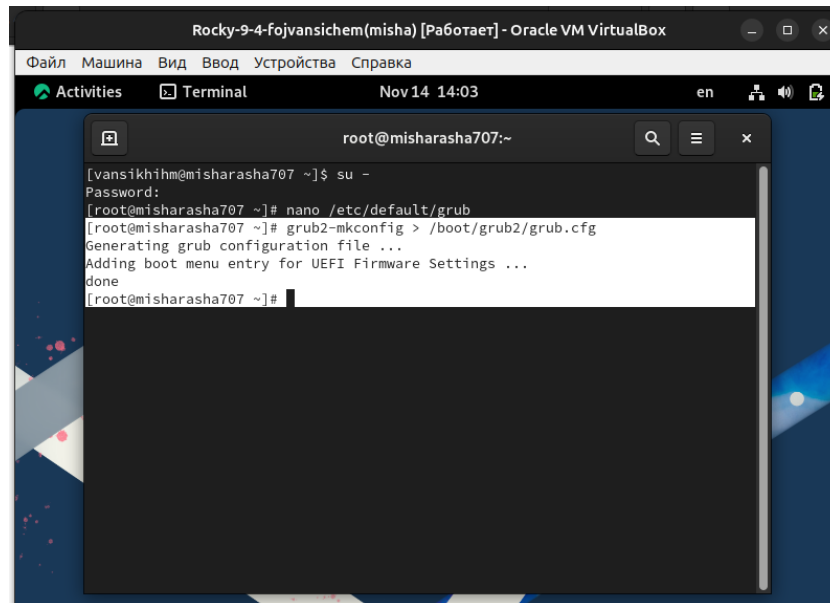 Rocky-9-4-fojvansichem(misha) [Работает] - Oracle VM VirtualBox
Файл Машина Вид Ввод Устройства Справка
Activities Terminal Nov 14 14:03 en
root@misharasha707:~
[vansikhihm@misharasha707 ~]$ su -
Password:
[root@misharasha707 ~]# nano /etc/default/grub
[root@misharasha707 ~]# grub2-mkconfig > /boot/grub2/grub.cfg
Generating grub configuration file ...
Adding boot menu entry for UEFI Firmware Settings ...
done
[root@misharasha707 ~]#